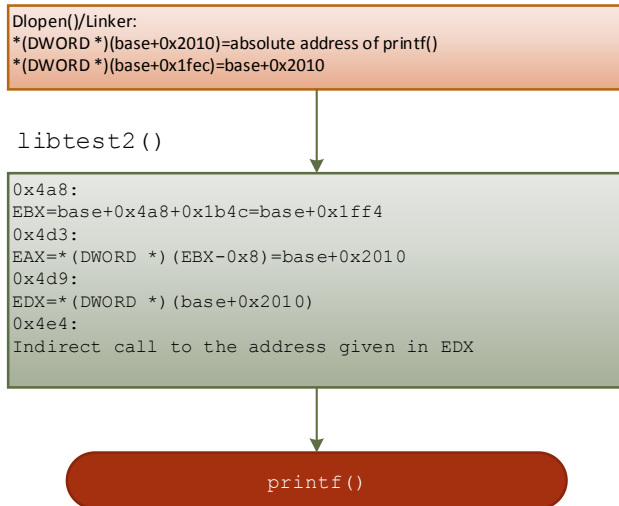 Dlopen()/Linker:
*(DWORD *)(base+0x2010)=absolute address of printf()
*(DWORD *)(base+0x1fec)=base+0x2010
libtest2()
0x4a8:
EBX=base+0x4a8+0x1b4c=base+0x1ff4
0x4d3:
EAX=*(DWORD *)(EBX-0x8)=base+0x2010
0x4d9:
EDX=*(DWORD *)(base+0x2010)
0x4e4:
Indirect call to the address given in EDX
printf()